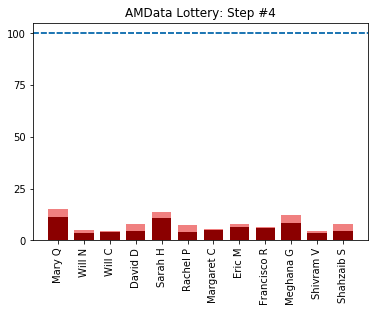 AMData Lottery: Step #4
100
75
50
25
0
Mary Q
Will N
Will C
David D
Sarah H
Rachel P
Margaret C
Eric M
Francisco R
Meghana G
Shivram V
Shahzaib S